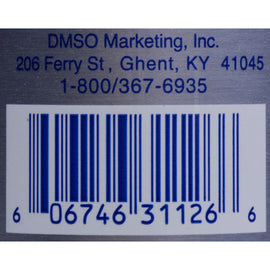 DMSO Marketing, Inc.
206 Ferry St, Ghent, KY 41045
1-800/367-6935
6 06746 31126 6